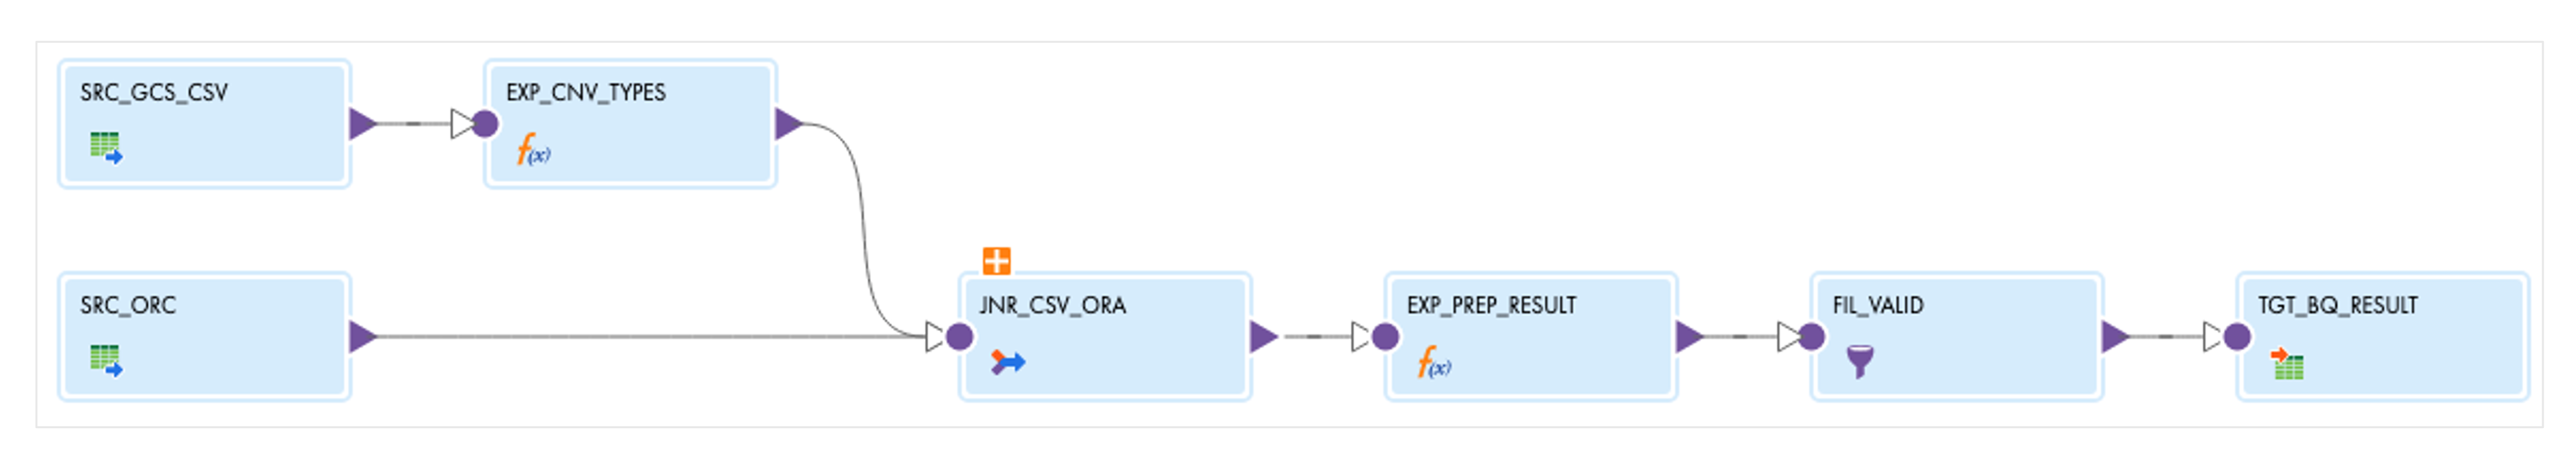 SRC_GCS_CSV
EXP_CNV_TYPES
f(x)
SRC_ORC
JNR_CSV_ORA
EXP_PREP_RESULT
f(x)
FIL_VALID
TGT_BQ_RESULT